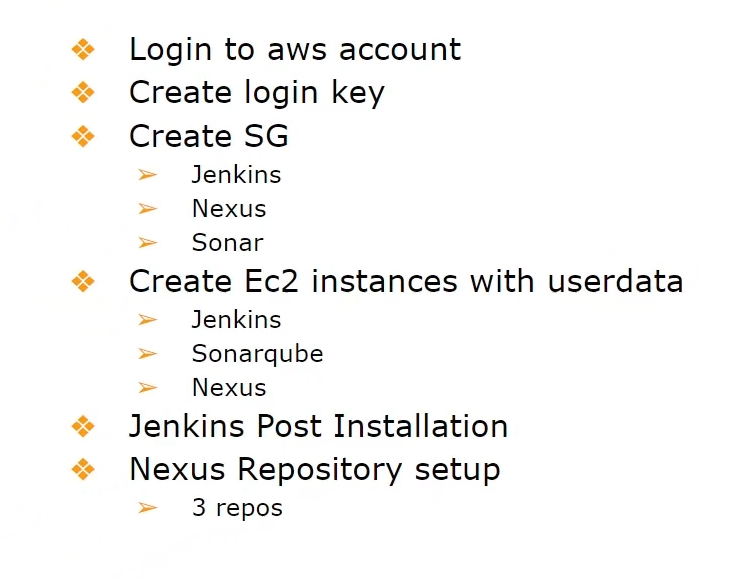 Login to aws account
Create login key
Create SG
Jenkins
Nexus
Sonar
Create Ec2 instances with userdata
Jenkins
Sonarqube
Nexus
Jenkins Post Installation
Nexus Repository setup
3 repos